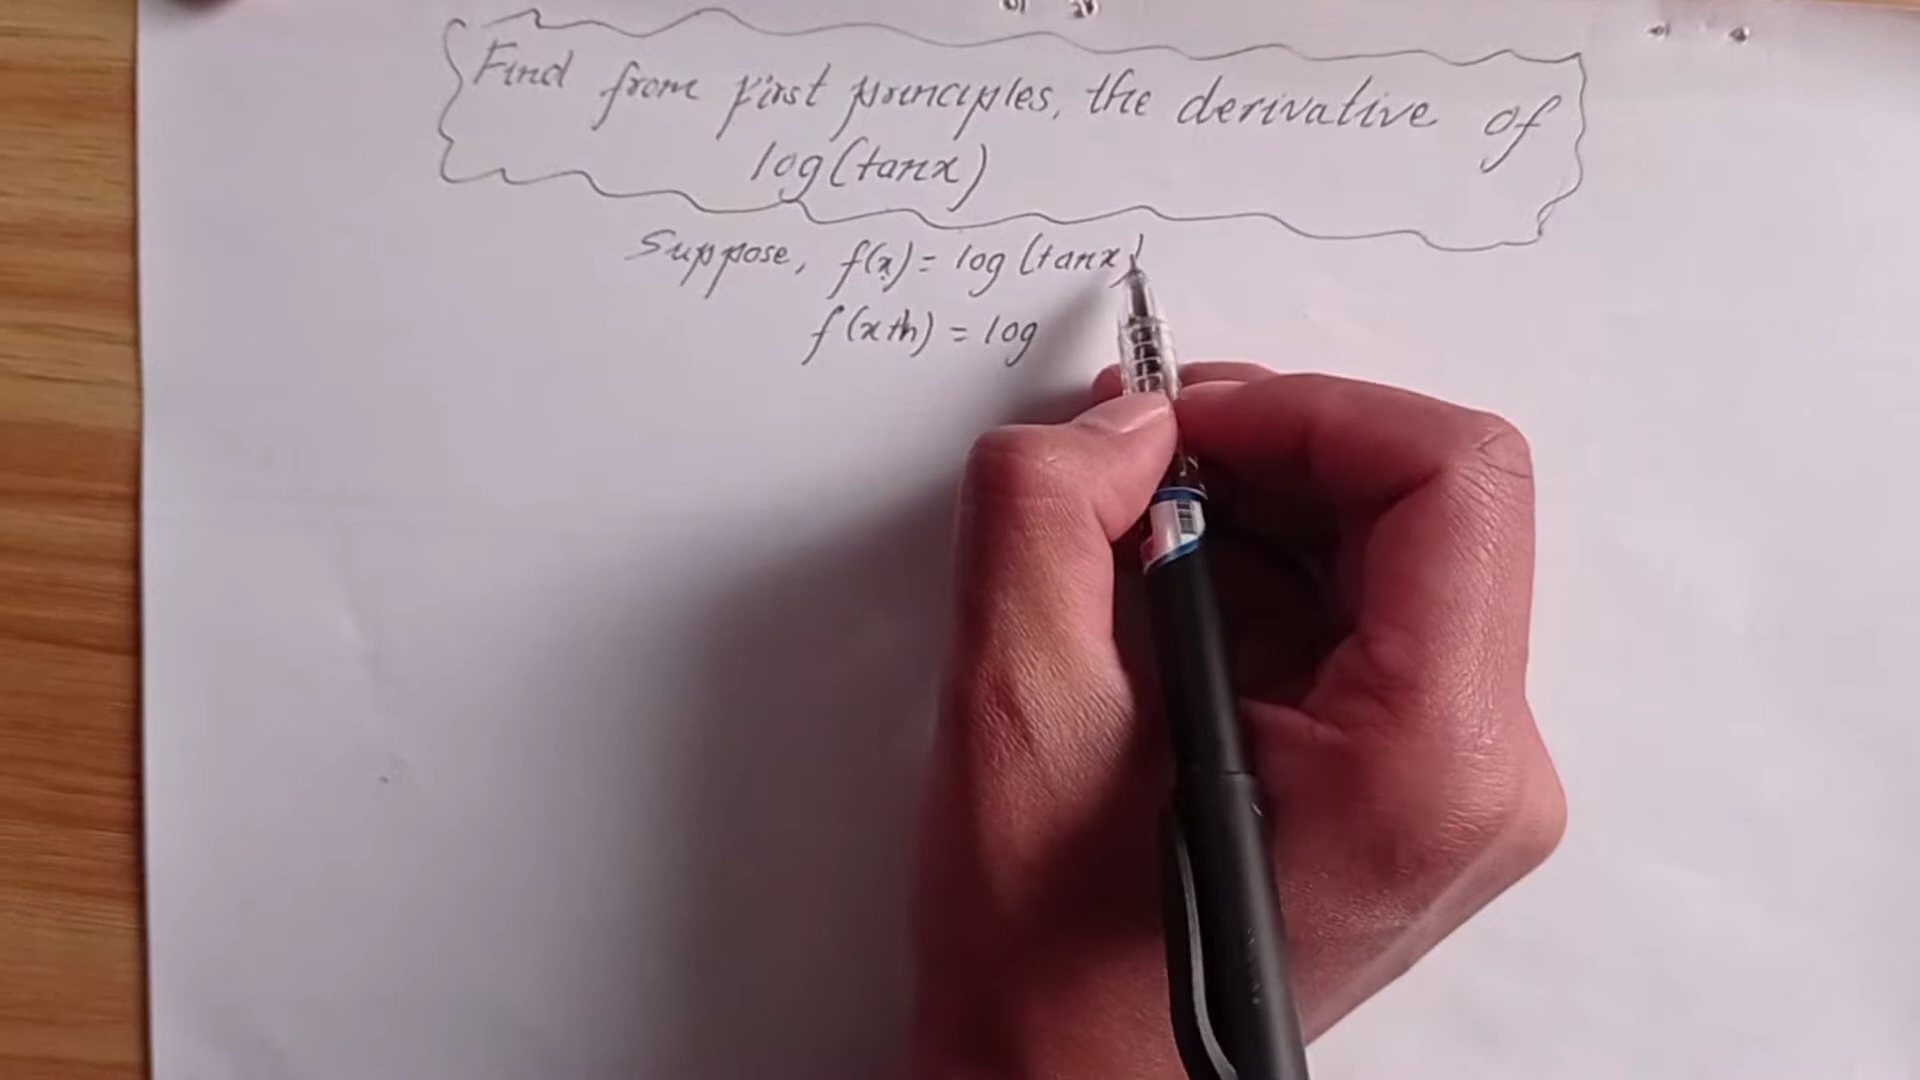 Find from first principles, the derivative of
log(tanx)
Suppose, f(x) = log(tanx)
f(x+h) = log